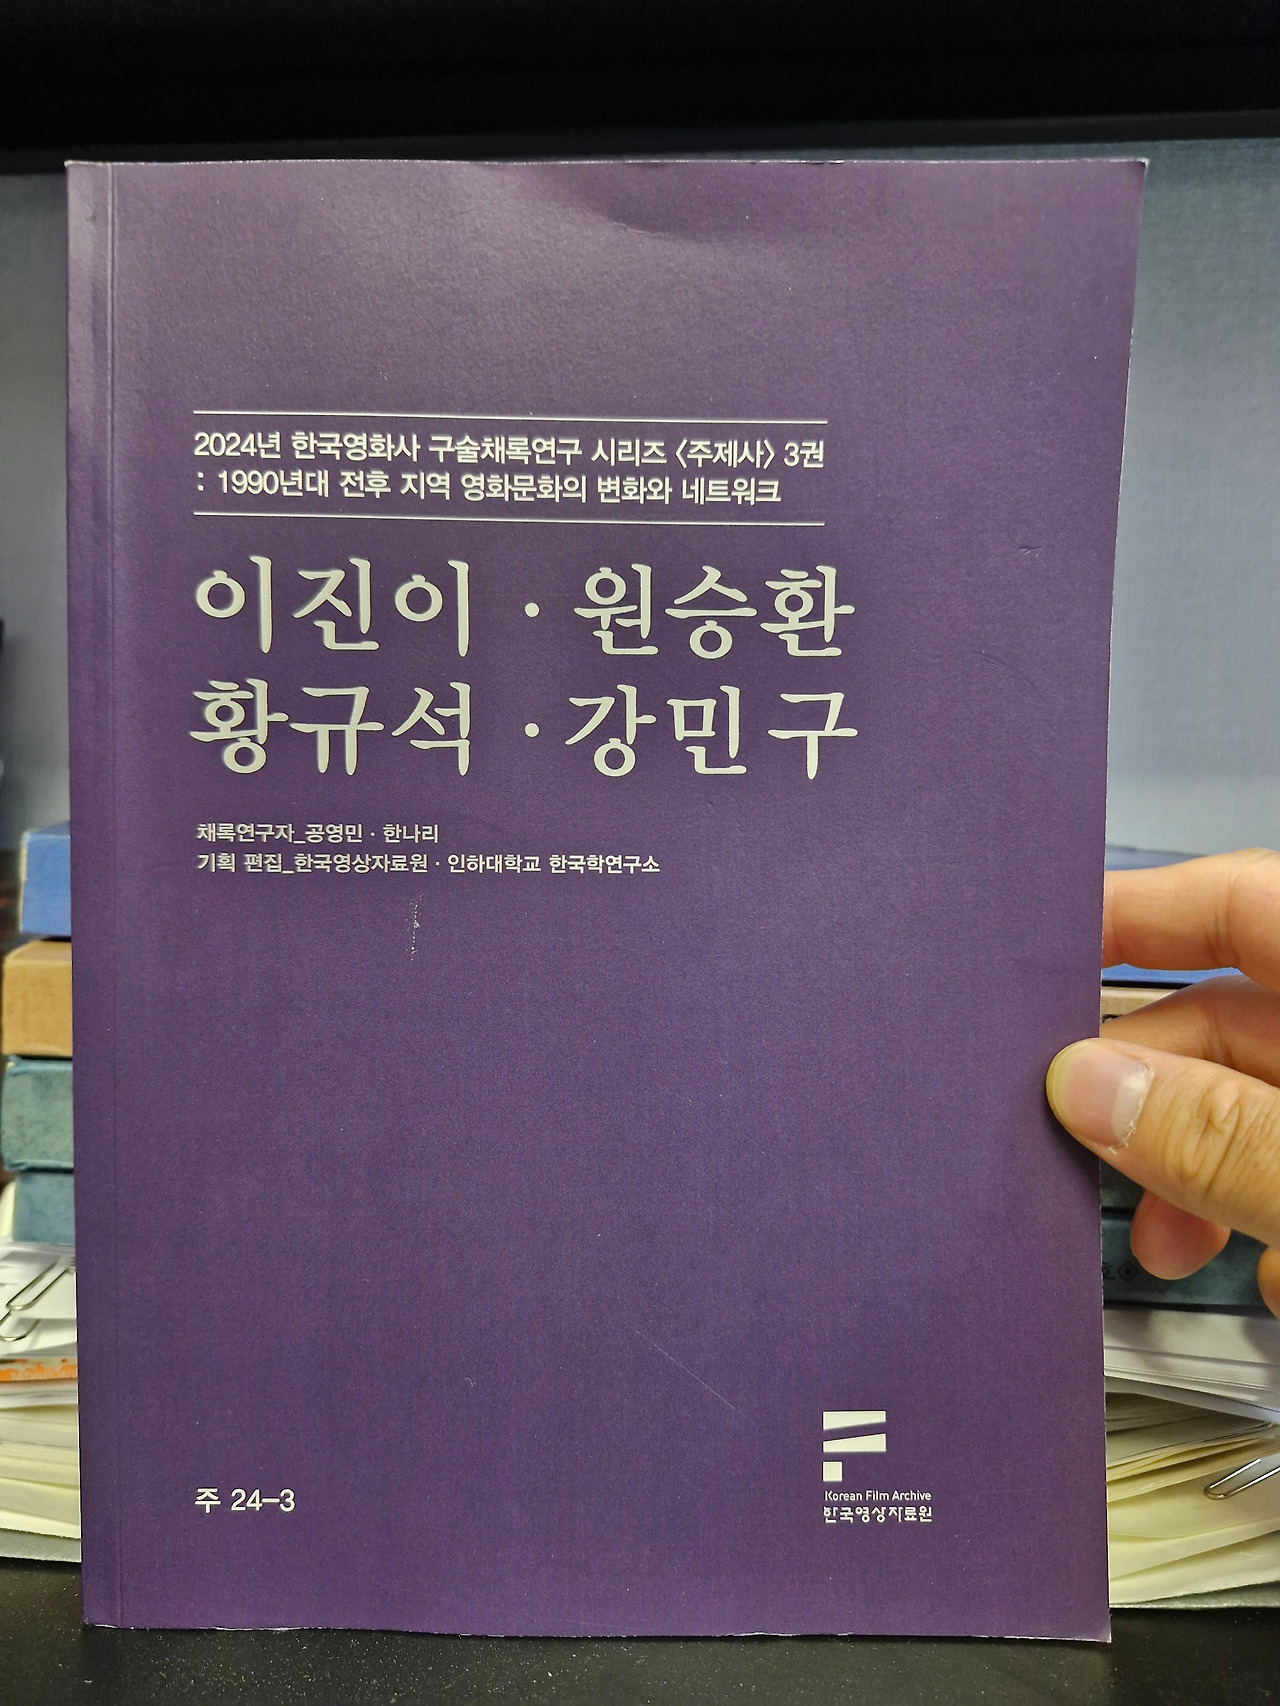 2024년 한국영화사 구술채록연구 시리즈 〈주제사〉 3권
: 1990년대 전후 지역 영화문화의 변화와 네트워크
이진이 · 원승환
황규석 · 강민구
채록연구자_공영민 · 한나리
기획 편집_한국영상자료원 · 인하대학교 한국학연구소
주 24-3
Korean Film Archive
한국영상자료원